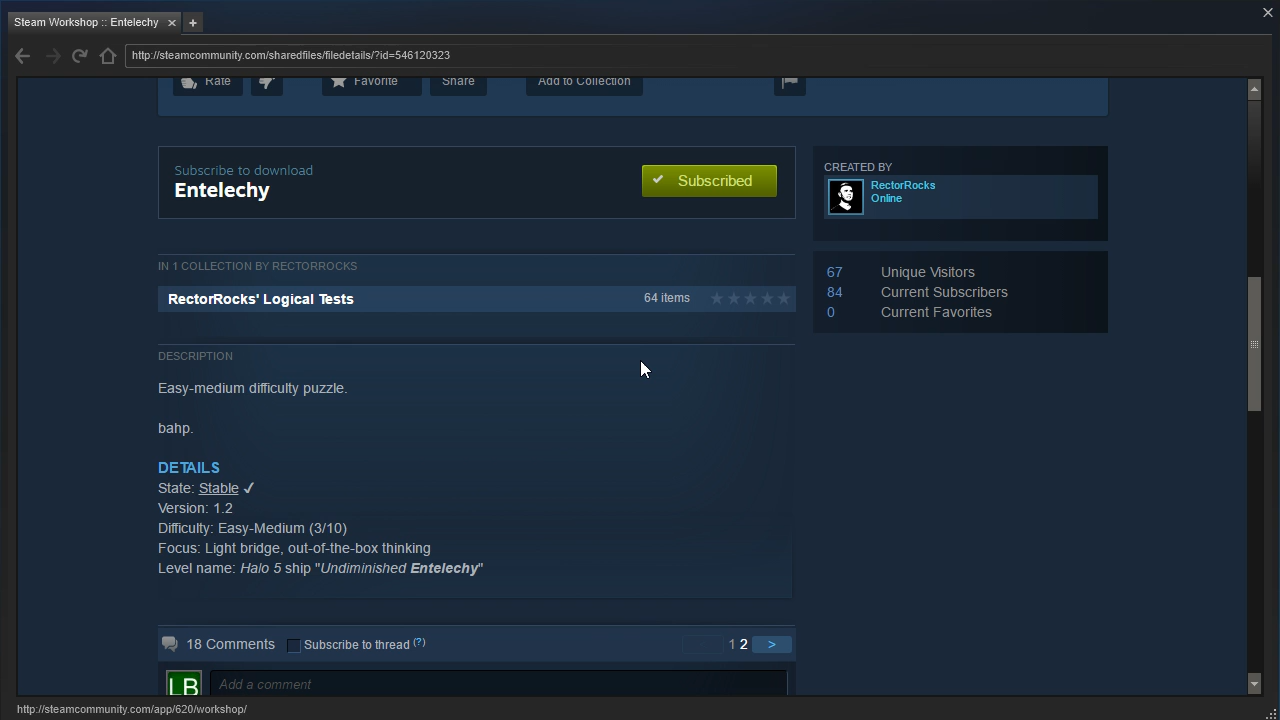 Steam Workshop :: Entelechy
http://steamcommunity.com/sharedfiles/filedetails/?id=546120323
Rate
Favorite
Share
Add to Collection
Subscribe to download
Entelechy
Subscribed
CREATED BY
RectorRocks
Online
67 Unique Visitors
84 Current Subscribers
0 Current Favorites
IN 1 COLLECTION BY RECTORROCKS
RectorRocks' Logical Tests 64 items
DESCRIPTION
Easy-medium difficulty puzzle.
bahp.
DETAILS
State: Stable ✓
Version: 1.2
Difficulty: Easy-Medium (3/10)
Focus: Light bridge, out-of-the-box thinking
Level name: Halo 5 ship "Undiminished Entelechy"
18 Comments Subscribe to thread (?) 1 2 >
LB
Add a comment
http://steamcommunity.com/app/620/workshop/